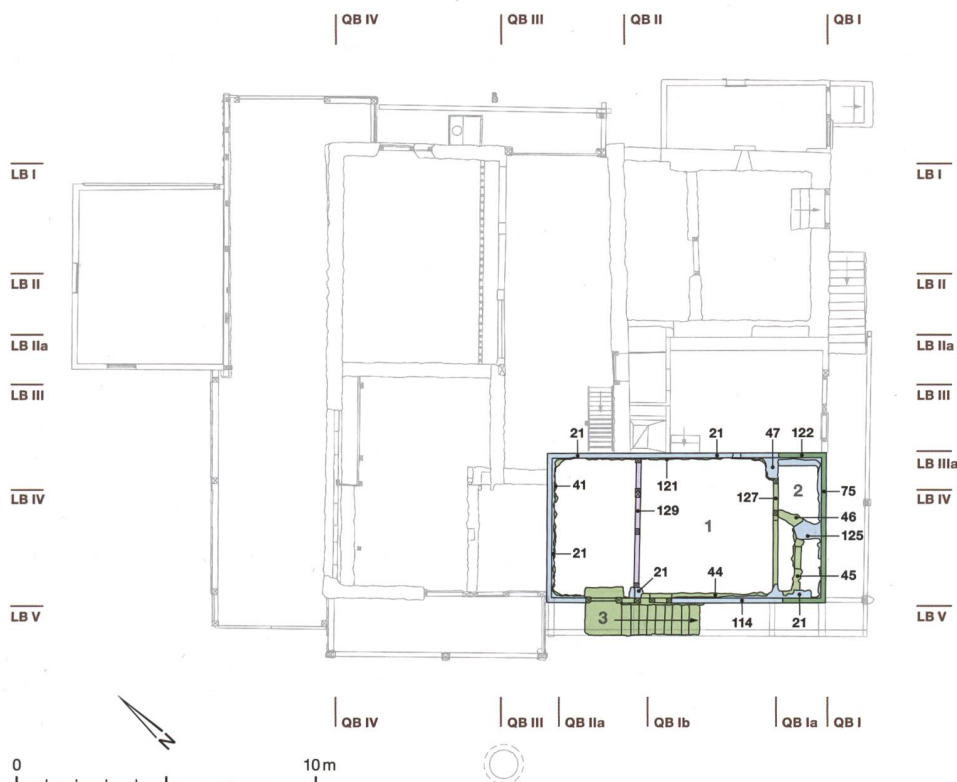 QB IV QB III QB II QB I
LB I LB I
LB II LB II
LB IIa LB IIa
LB III LB III
21 21 47 122
LB IIIa
41 121 127 2 75
LB IV LB IV
129 1 46
125
21 21 44 45
LB V 3 114 21 LB V
QB IV QB III QB IIa QB Ib QB Ia QB I
N
0 10 m